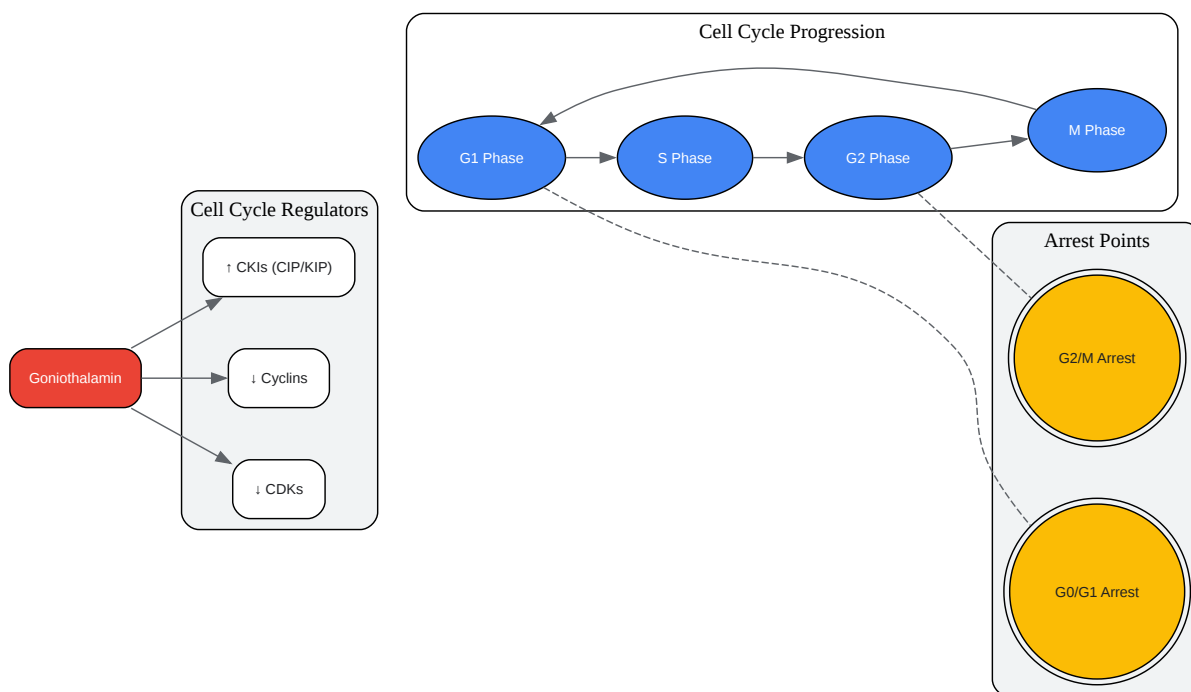 Cell Cycle Progression
G1 Phase
S Phase
G2 Phase
M Phase
Cell Cycle Regulators
↑ CKIs (CIP/KIP)
Goniothalamin
↓ Cyclins
↓ CDKs
Arrest Points
G2/M Arrest
G0/G1 Arrest